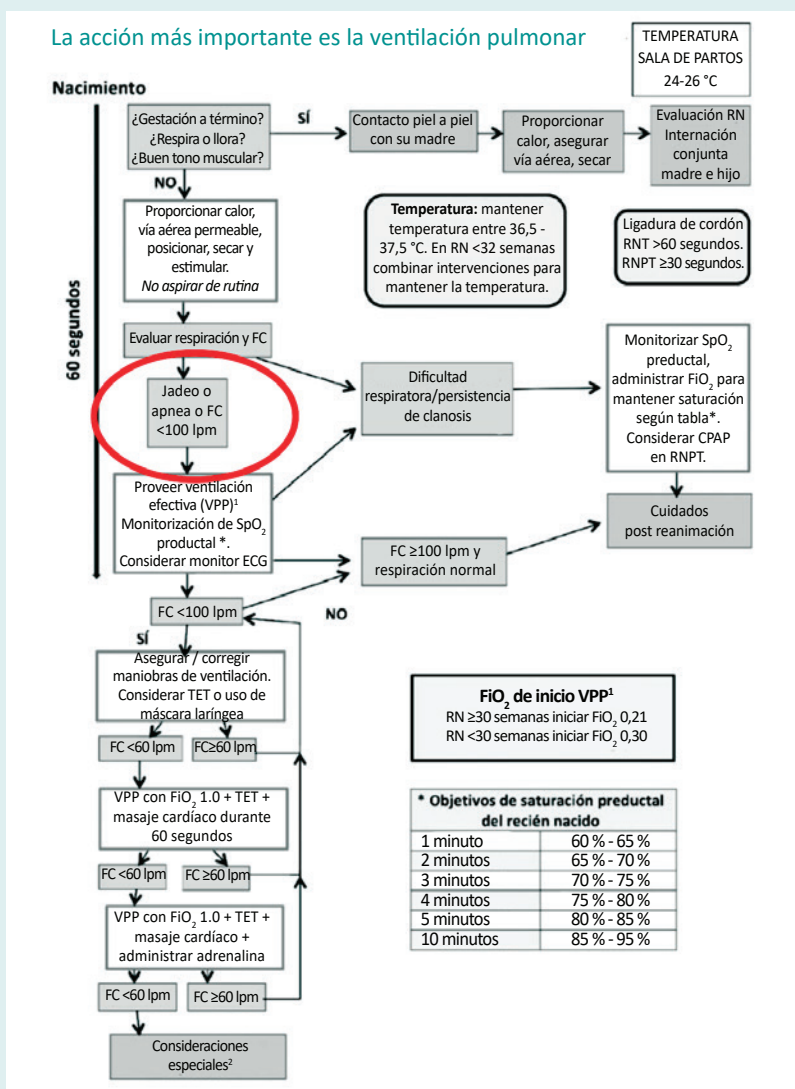 La acción más importante es la ventilación pulmonar
TEMPERATURA
SALA DE PARTOS
24-26 °C
Nacimiento
60 segundos
¿Gestación a término?
¿Respira o llora?
¿Buen tono muscular?
SÍ
Contacto piel a piel
con su madre
Proporcionar
calor, asegurar
vía aérea, secar
Evaluación RN
Internación
conjunta
madre e hijo
NO
Proporcionar calor,
vía aérea permeable,
posicionar, secar y
estimular.
No aspirar de rutina
Temperatura: mantener
temperatura entre 36,5 -
37,5 °C. En RN <32 semanas
combinar intervenciones para
mantener la temperatura.
Ligadura de cordón
RNT >60 segundos.
RNPT ≥30 segundos.
Evaluar respiración y FC
Jadeo o
apnea o FC
<100 lpm
Dificultad
respiratora/persistencia
de clanosis
Monitorizar SpO2
preductal,
administrar FiO2 para
mantener saturación
según tabla*.
Considerar CPAP
en RNPT.
Proveer ventilación
efectiva (VPP)1
Monitorización de SpO2
productal *.
Considerar monitor ECG
FC ≥100 lpm y
respiración normal
Cuidados
post reanimación
FC <100 lpm
NO
SÍ
Asegurar / corregir
maniobras de ventilación.
Considerar TET o uso de
máscara laríngea
FC <60 lpm
FC≥60 lpm
VPP con FiO2 1.0 + TET +
masaje cardíaco durante
60 segundos
FC <60 lpm
FC ≥60 lpm
VPP con FiO2 1.0 + TET +
masaje cardíaco +
administrar adrenalina
FC <60 lpm
FC ≥60 lpm
Consideraciones
especiales2
FiO2 de inicio VPP1
RN ≥30 semanas iniciar FiO2 0,21
RN <30 semanas iniciar FiO2 0,30
* Objetivos de saturación preductal
del recién nacido
1 minuto 60 % - 65 %
2 minutos 65 % - 70 %
3 minutos 70 % - 75 %
4 minutos 75 % - 80 %
5 minutos 80 % - 85 %
10 minutos 85 % - 95 %